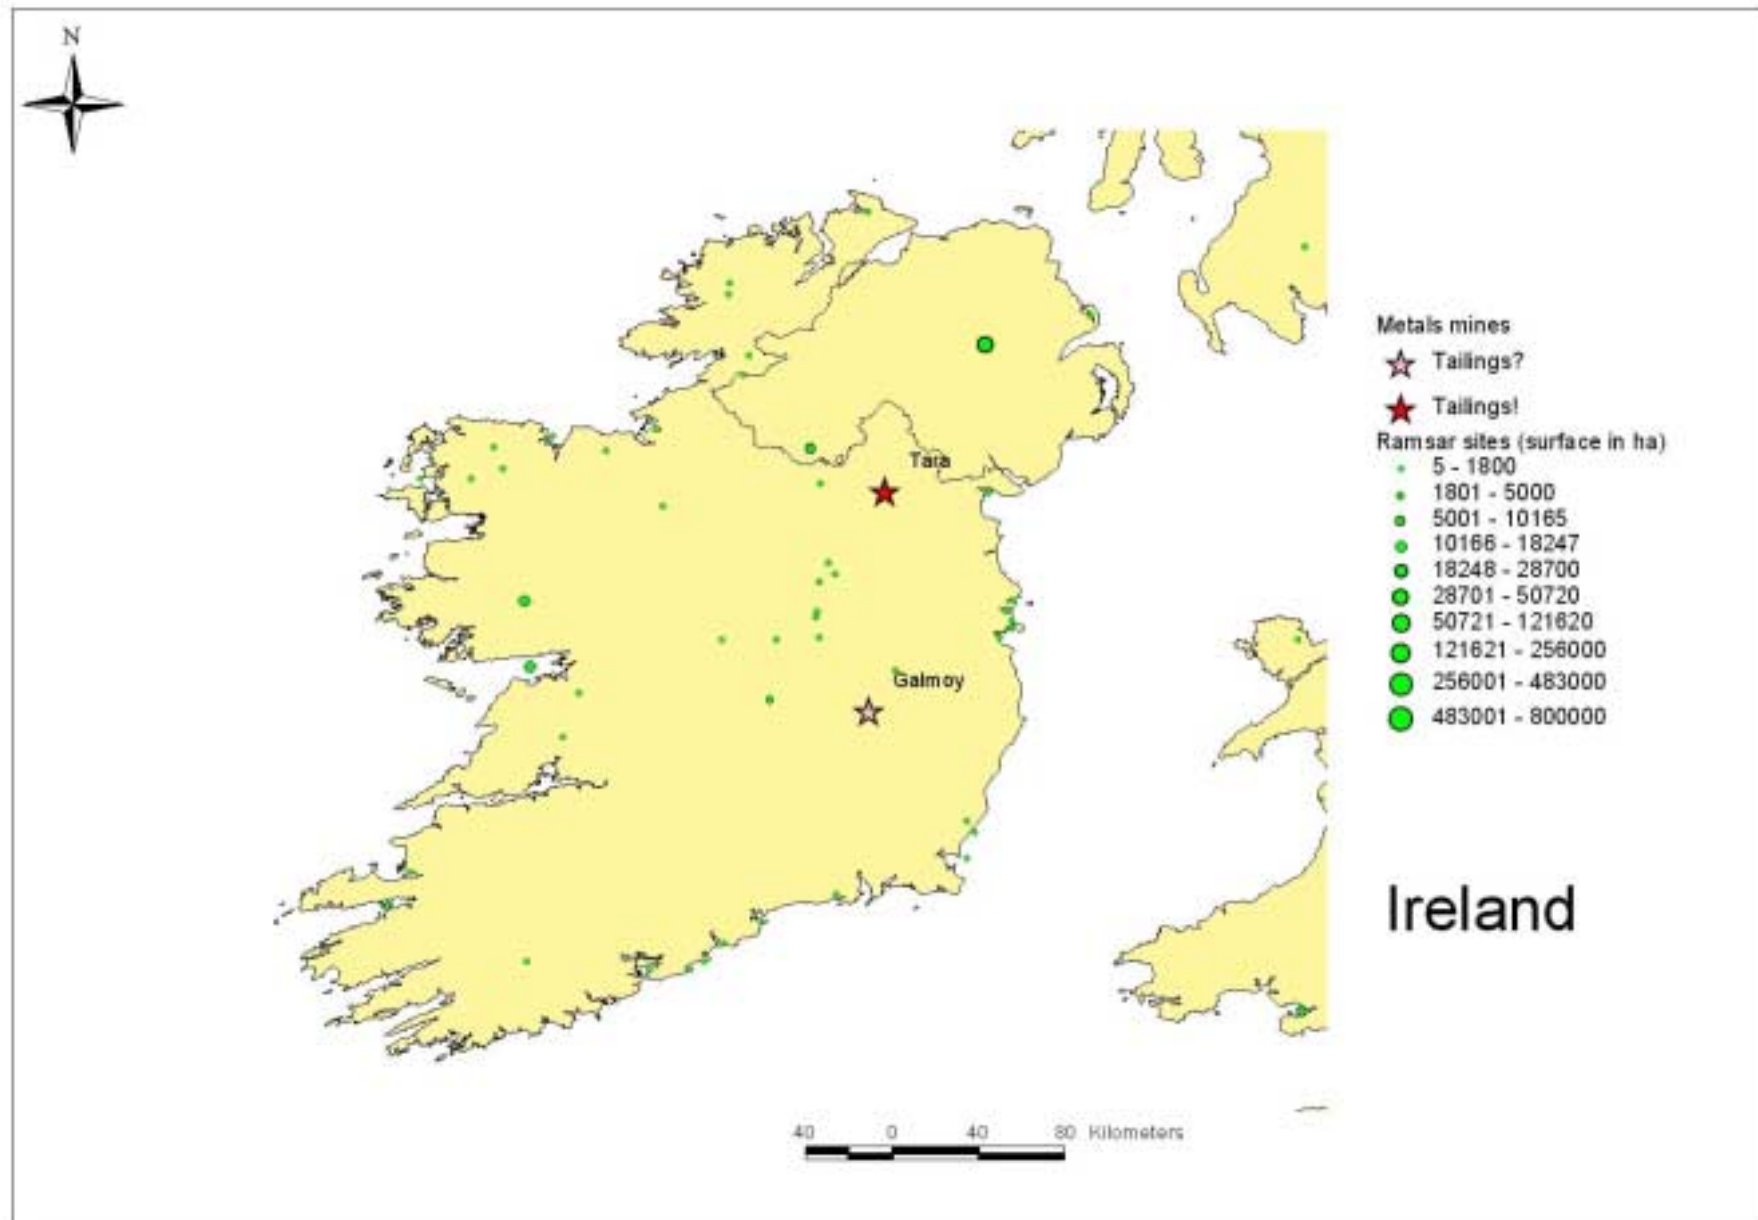 N
Tara
Galmoy
Metals mines
Tailings?
Tailings!
Ramsar sites (surface in ha)
5 - 1800
1801 - 5000
5001 - 10165
10166 - 18247
18248 - 28700
28701 - 50720
50721 - 121620
121621 - 256000
256001 - 483000
483001 - 800000
Ireland
40 0 40 80 Kilometers